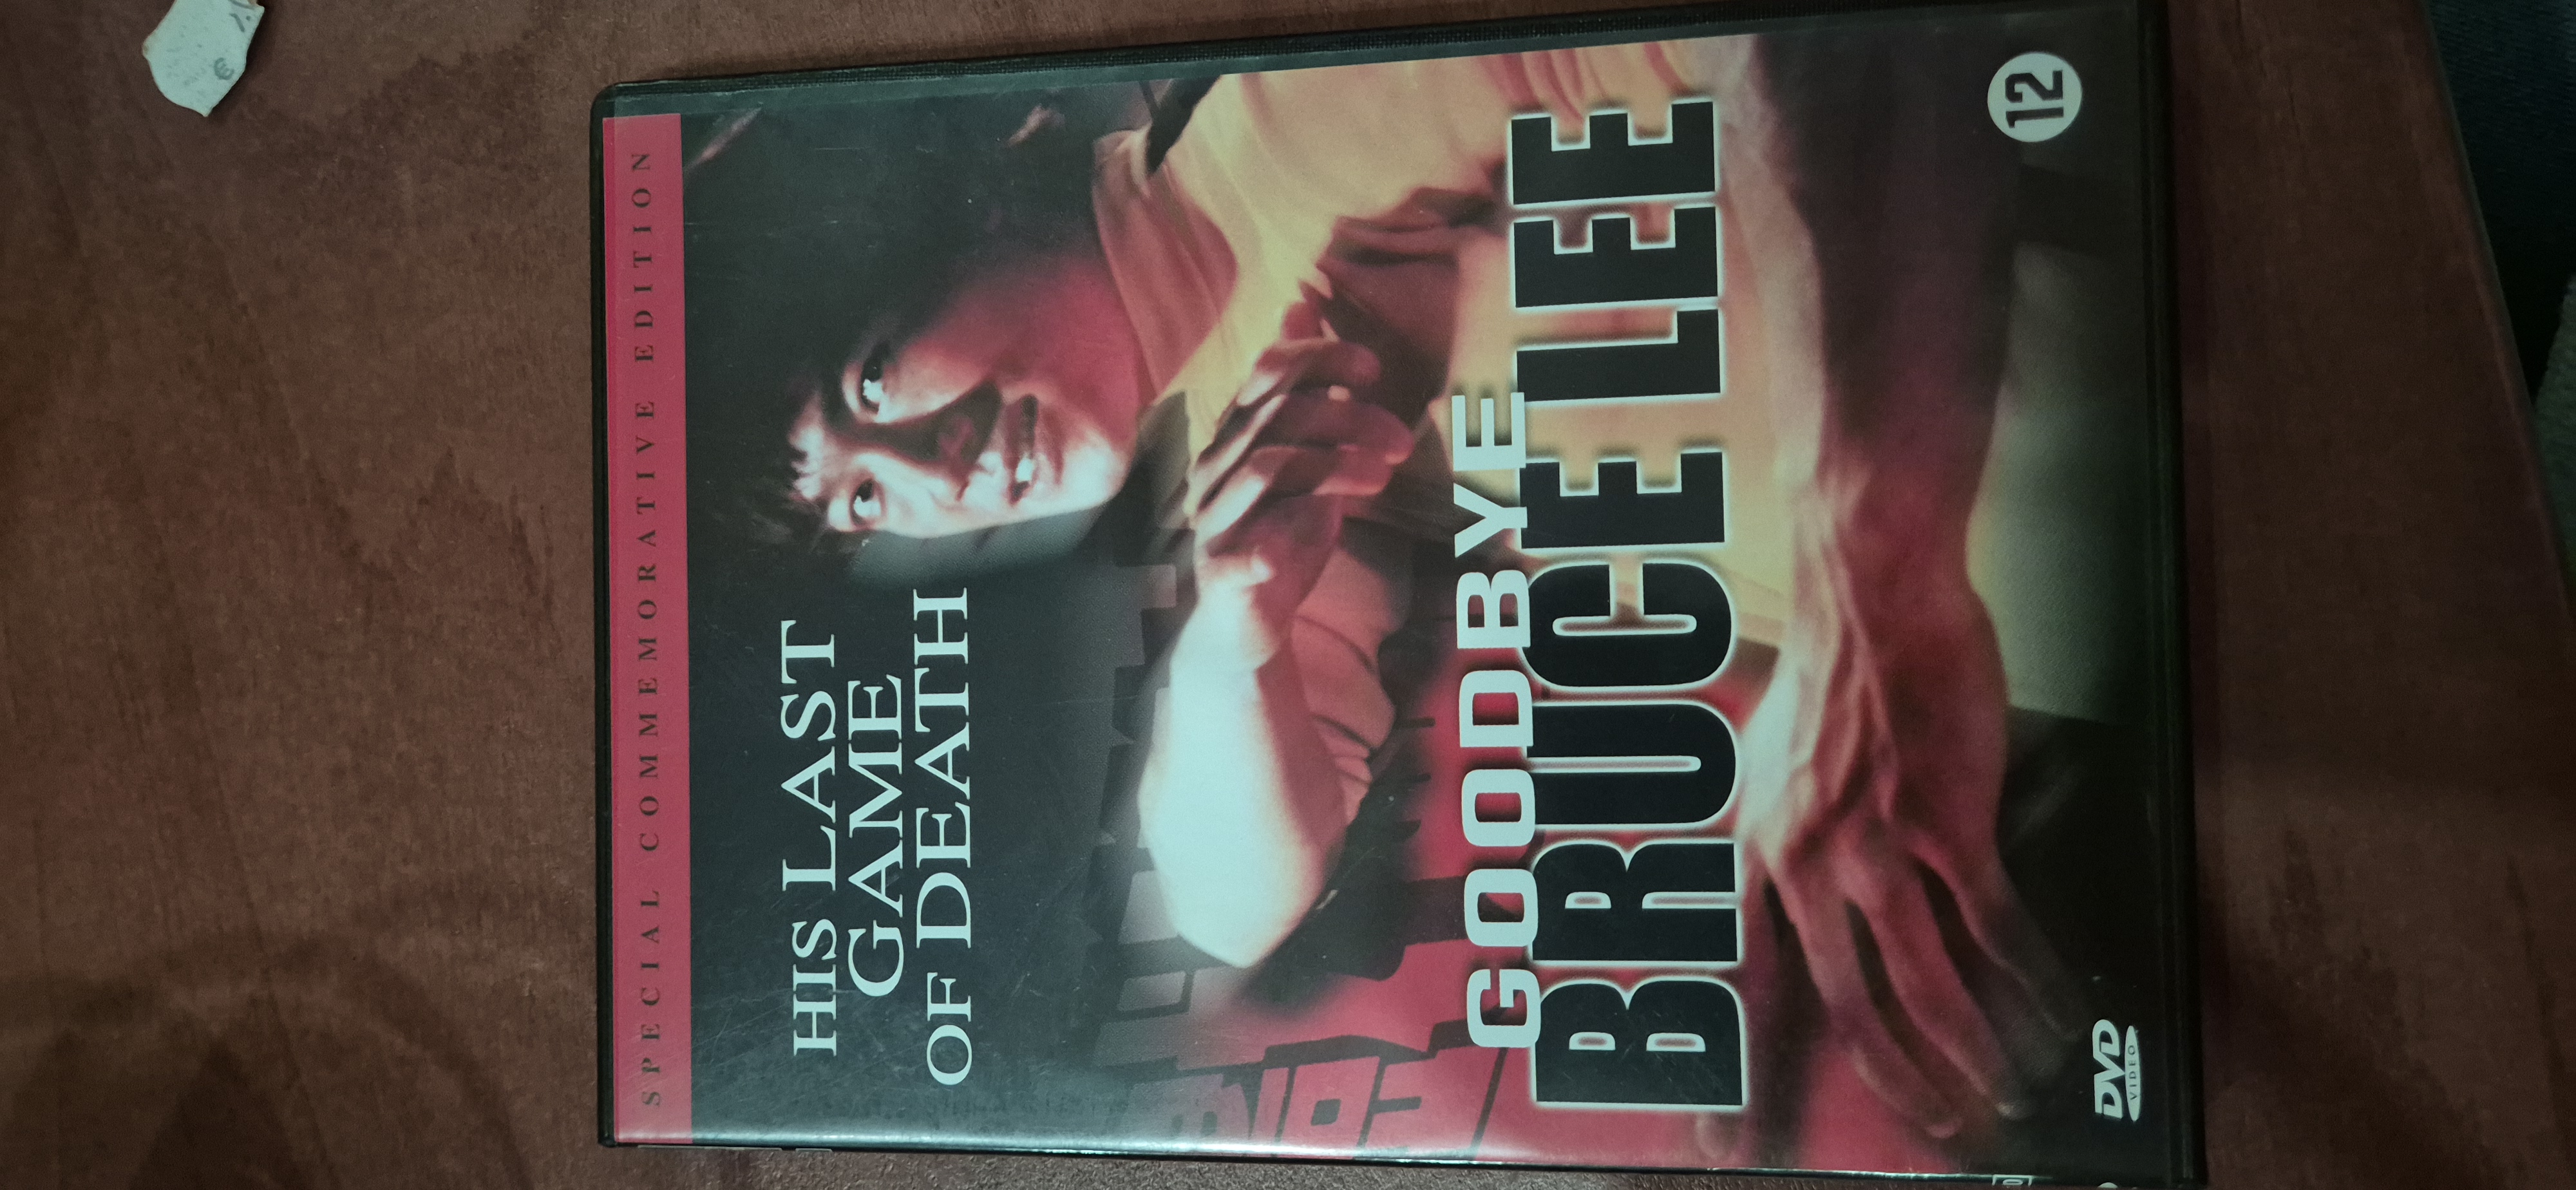 SPECIAL COMMEMORATIVE EDITION
HIS LAST
GAME
OF DEATH
GOODBYE
BRUCE LEE
12
DVD
VIDEO
€